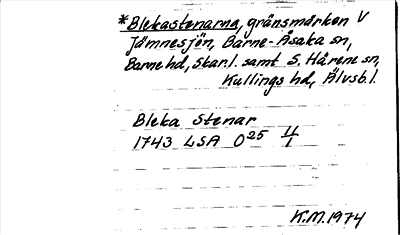 *Blekastenarna, gränsmärken V
Jämnesjön, Barne-Åsaka sn,
Barne hd, Skar.l. samt S. Härene sn,
Kullings hd, Älvsb.l.
Bleka Stenar
1743 LSA O25 11/1
K.M. 1974